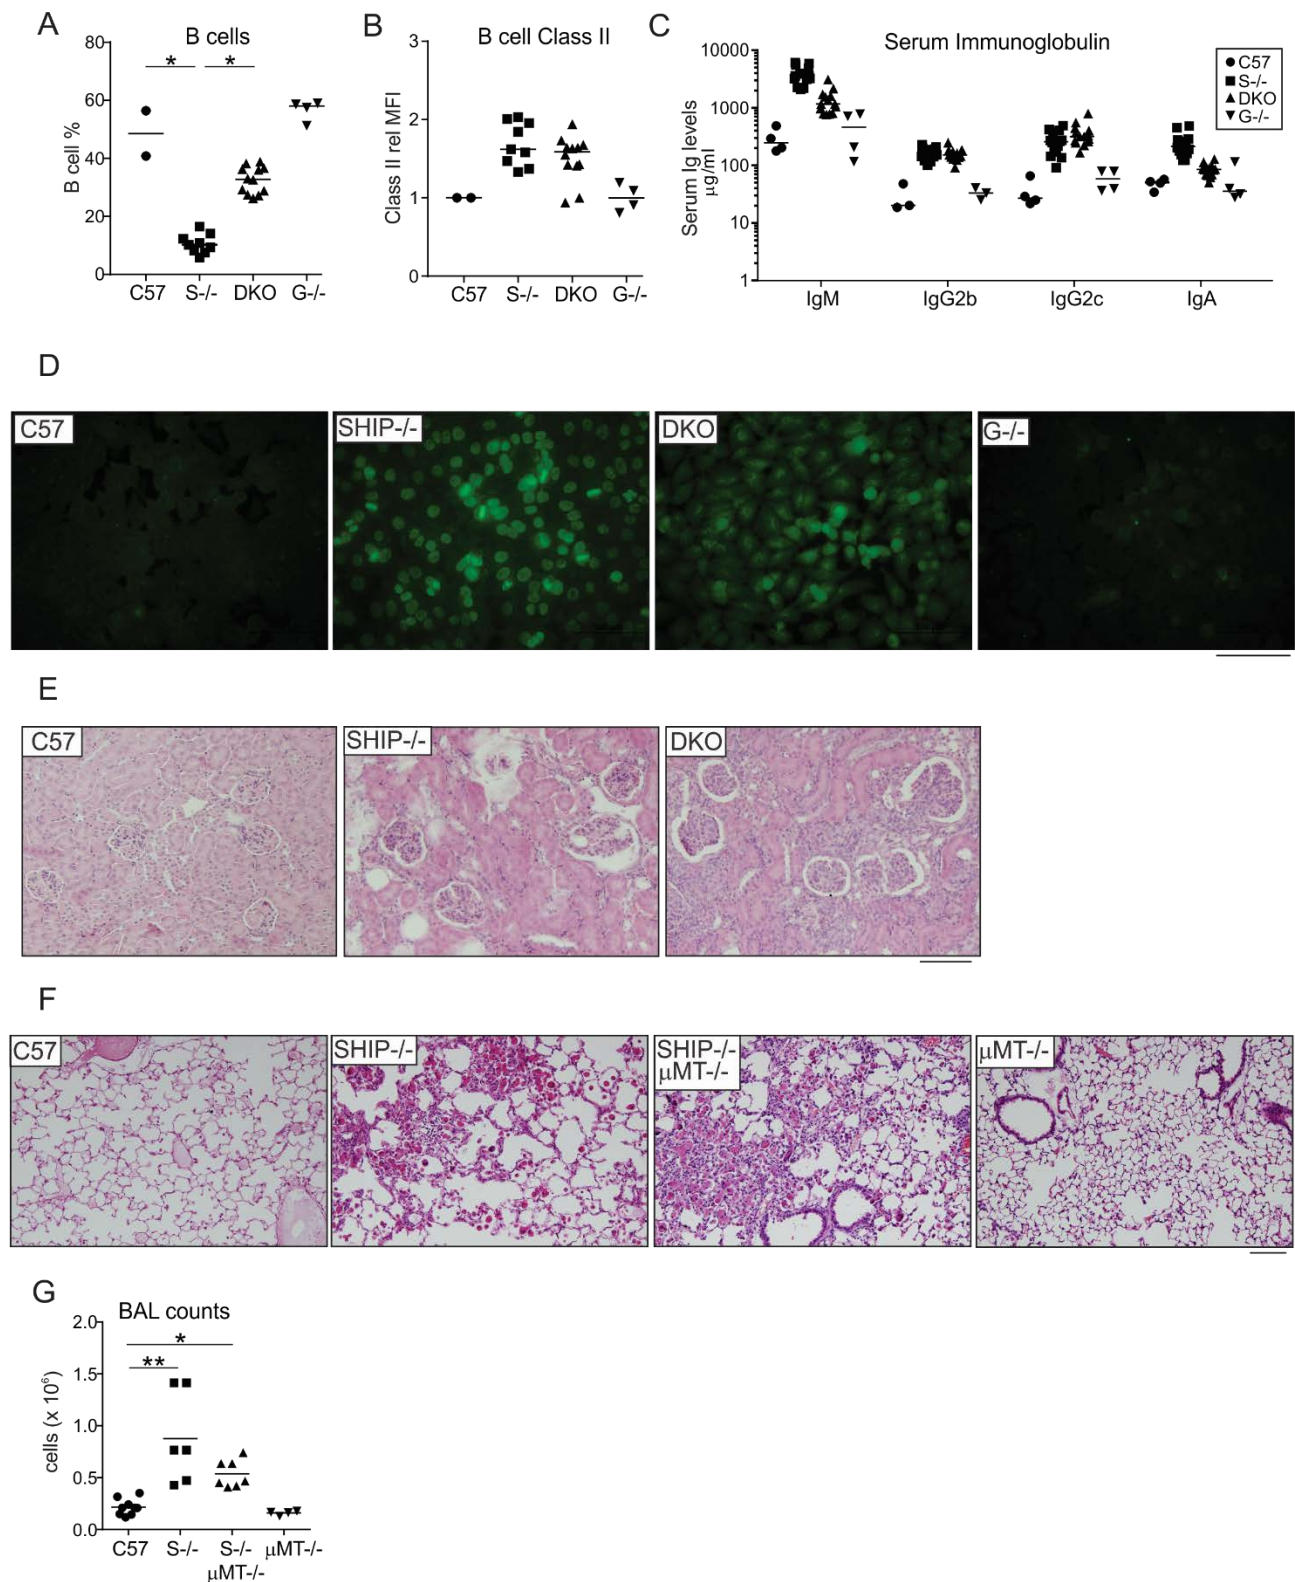 A
B cells
B cell %
80
60
40
20
0
* *
C57 S-/- DKO G-/-
B
B cell Class II
Class II rel MFI
3
2
1
0
C57 S-/- DKO G-/-
C
Serum Immunoglobulin
Serum Ig levels
μg/ml
10000
1000
100
10
1
IgM IgG2b IgG2c IgA
C57
S-/-
DKO
G-/-
D
C57
SHIP-/-
DKO
G-/-
E
C57
SHIP-/-
DKO
F
C57
SHIP-/-
SHIP-/-
μMT-/-
μMT-/-
G
BAL counts
cells (x 10⁶)
2.0
1.5
1.0
0.5
0.0
*
**
C57 S-/- S-/- μMT-/-
μMT-/-